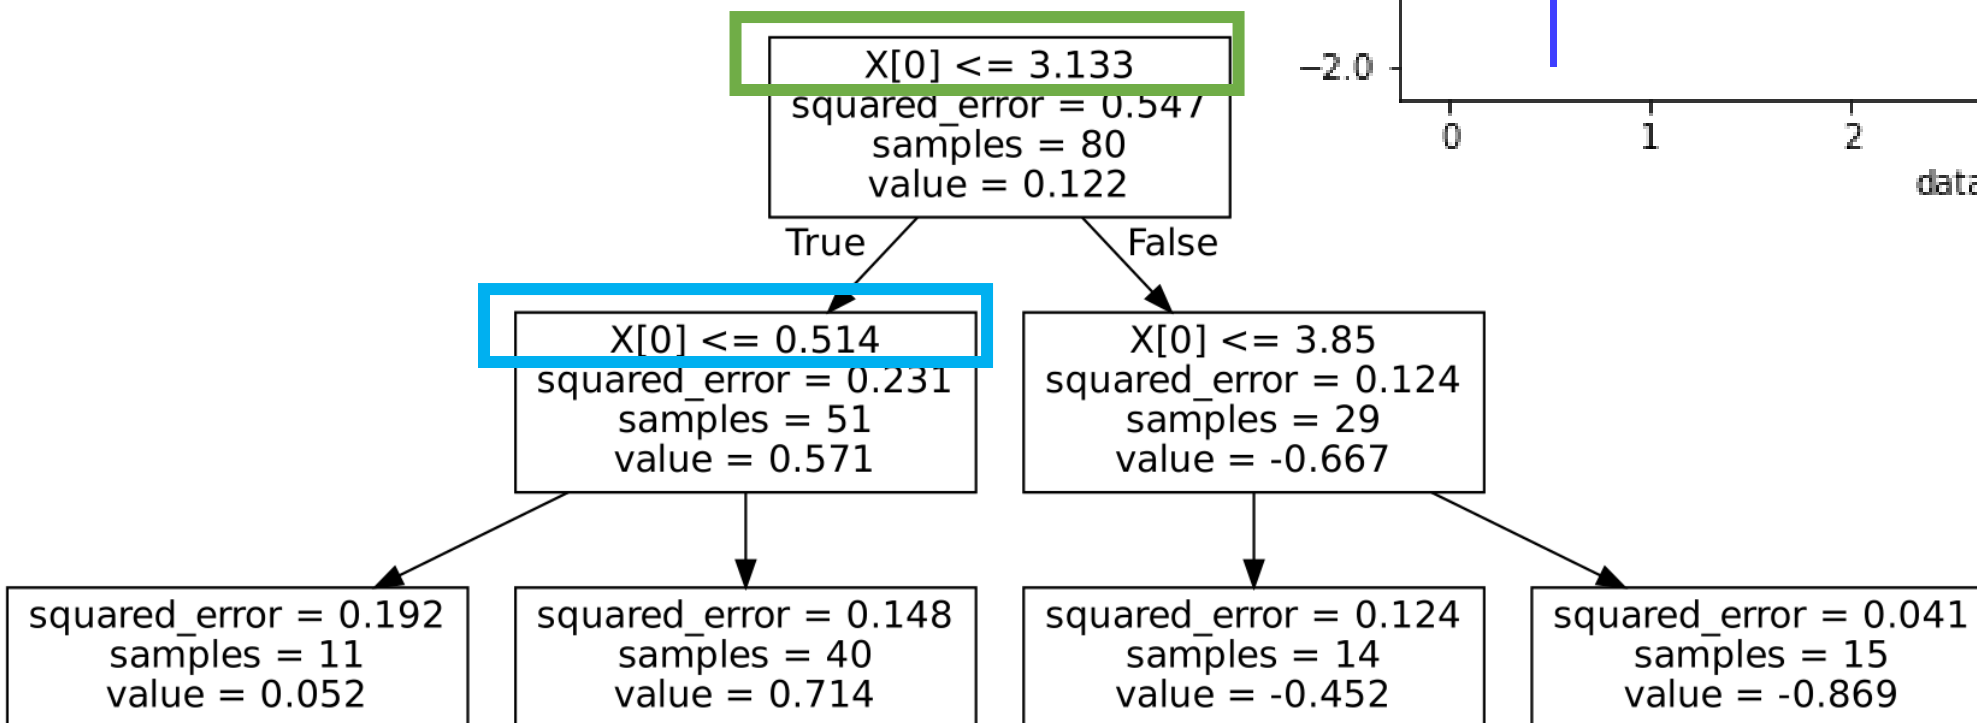 X[0] <= 3.133
squared_error = 0.547
samples = 80
value = 0.122
−2.0
0 1 2
data
True False
X[0] <= 0.514
squared_error = 0.231
samples = 51
value = 0.571
X[0] <= 3.85
squared_error = 0.124
samples = 29
value = -0.667
squared_error = 0.192
samples = 11
value = 0.052
squared_error = 0.148
samples = 40
value = 0.714
squared_error = 0.124
samples = 14
value = -0.452
squared_error = 0.041
samples = 15
value = -0.869